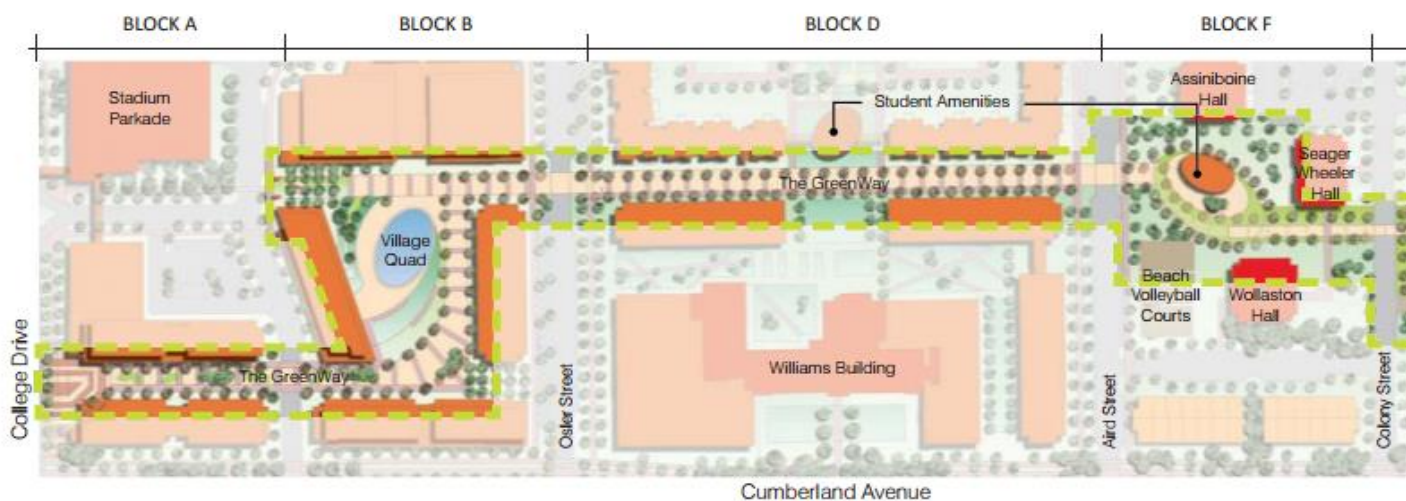 BLOCK A
BLOCK B
BLOCK D
BLOCK F
Stadium
Parkade
Student Amenities
Assiniboine
Hall
Seager
Wheeler
Hall
The GreenWay
Village
Quad
Beach
Volleyball
Courts
Wollaston
Hall
The GreenWay
Williams Building
College Drive
Osler Street
Aird Street
Colony Street
Cumberland Avenue